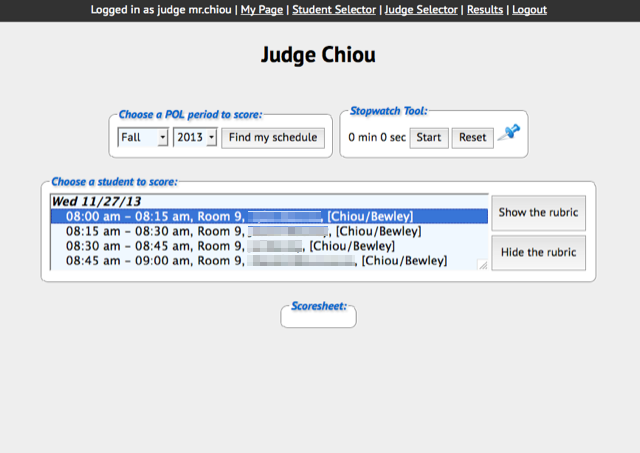 Logged in as judge mr.chiou | My Page | Student Selector | Judge Selector | Results | Logout
Judge Chiou
Choose a POL period to score:
Fall 2013 Find my schedule
Stopwatch Tool:
0 min 0 sec Start Reset
Choose a student to score:
Wed 11/27/13
08:00 am – 08:15 am, Room 9, , [Chiou/Bewley]
08:15 am – 08:30 am, Room 9, , [Chiou/Bewley]
08:30 am – 08:45 am, Room 9, , [Chiou/Bewley]
08:45 am – 09:00 am, Room 9, , [Chiou/Bewley]
Show the rubric
Hide the rubric
Scoresheet: